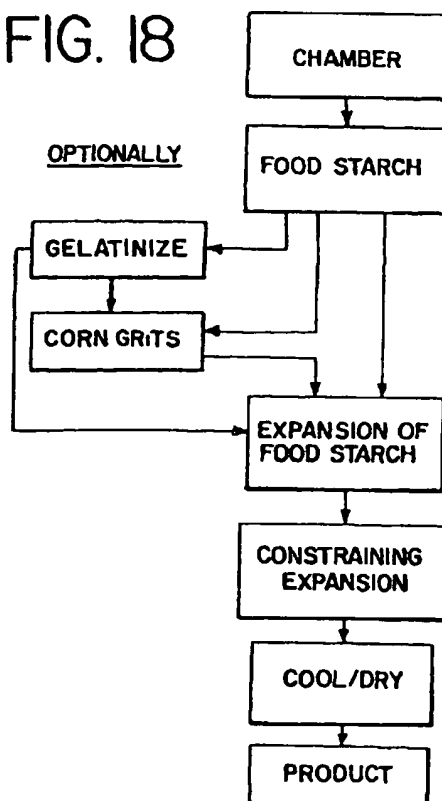 FIG. 18
CHAMBER
OPTIONALLY
FOOD STARCH
GELATINIZE
CORN GRITS
EXPANSION OF
FOOD STARCH
CONSTRAINING
EXPANSION
COOL/DRY
PRODUCT